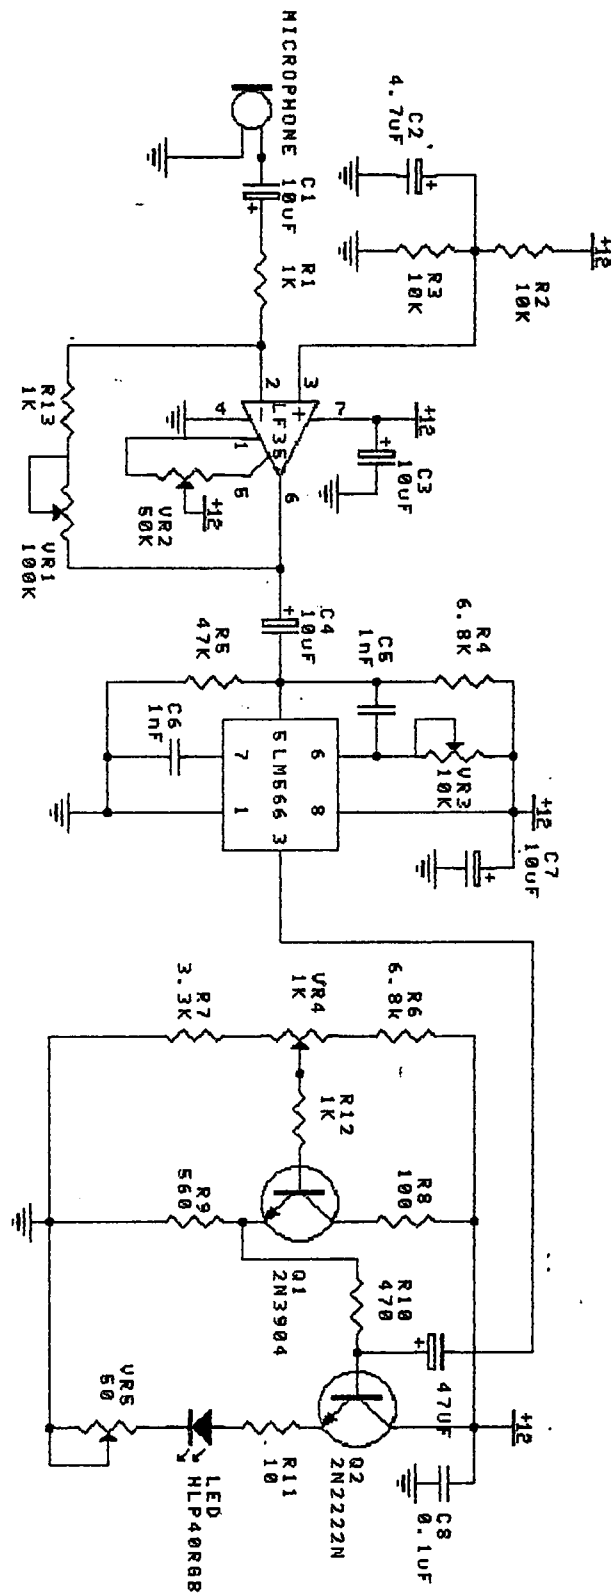 MICROPHONE
C1
10uF
R1
1K
C2
4.7uF
R3
10K
R2
10K
+12
R13
1K
VR1
100K
2
3
LF35
4
7
1
5
6
VR2
50K
+12
+12
C3
10uF
C4
10uF
R5
47K
C5
1nF
R4
6.8K
C6
1nF
5
LM566
6
7
8
1
3
VR3
10K
+12
C7
10uF
R7
3.3K
VR4
1K
R6
6.8k
R12
1K
R9
560
R8
100
Q1
2N3904
R10
470
47UF
+12
VR5
50
LED
HLP40RGB
R11
10
Q2
2N2222N
C8
0.1uF